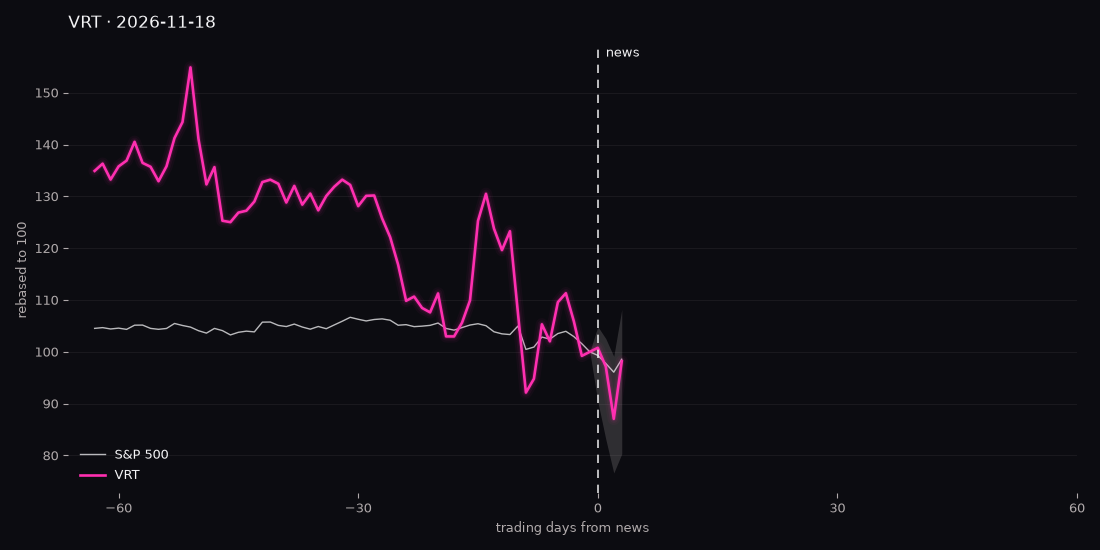 VRT · 2026-11-18
news
rebased to 100
150
140
130
120
110
100
90
80
S&P 500
VRT
−60
−30
0
30
60
trading days from news